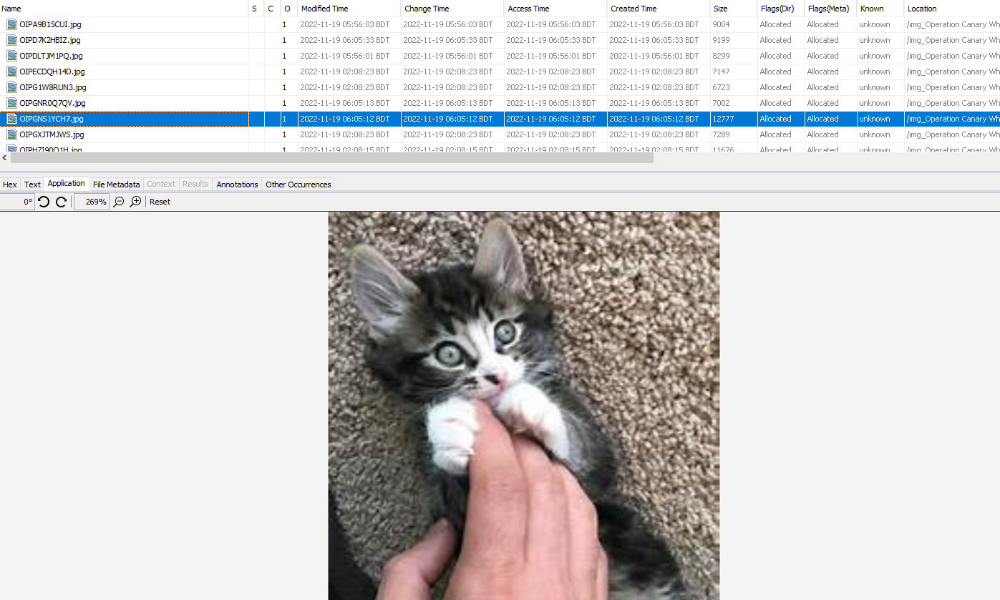 Name S C O Modified Time Change Time Access Time Created Time Size Flags(Dir) Flags(Meta) Known Location
OIPA9B15CUI.jpg 1 2022-11-19 05:56:03 BDT 2022-11-19 05:56:03 BDT 2022-11-19 05:56:03 BDT 2022-11-19 05:56:03 BDT 9004 Allocated Allocated unknown /img_Operation Canary Wh
OIPD7K2HBIZ.jpg 1 2022-11-19 06:05:33 BDT 2022-11-19 06:05:33 BDT 2022-11-19 06:05:33 BDT 2022-11-19 06:05:33 BDT 9199 Allocated Allocated unknown /img_Operation Canary Wh
OIPDLTJM1PQ.jpg 1 2022-11-19 05:56:01 BDT 2022-11-19 05:56:01 BDT 2022-11-19 05:56:01 BDT 2022-11-19 05:56:01 BDT 8299 Allocated Allocated unknown /img_Operation Canary Wh
OIPECDQH14D.jpg 1 2022-11-19 02:08:23 BDT 2022-11-19 02:08:23 BDT 2022-11-19 02:08:23 BDT 2022-11-19 02:08:23 BDT 7147 Allocated Allocated unknown /img_Operation Canary Wh
OIPG1W8RUN3.jpg 1 2022-11-19 02:08:23 BDT 2022-11-19 02:08:23 BDT 2022-11-19 02:08:23 BDT 2022-11-19 02:08:23 BDT 6723 Allocated Allocated unknown /img_Operation Canary Wh
OIPGNR0Q7QV.jpg 1 2022-11-19 06:05:13 BDT 2022-11-19 06:05:13 BDT 2022-11-19 06:05:13 BDT 2022-11-19 06:05:13 BDT 7002 Allocated Allocated unknown /img_Operation Canary Wh
OIPGNS1YCH7.jpg 1 2022-11-19 06:05:12 BDT 2022-11-19 06:05:12 BDT 2022-11-19 06:05:12 BDT 2022-11-19 06:05:12 BDT 12777 Allocated Allocated unknown /img_Operation Canary Wh
OIPGXJTMJWS.jpg 1 2022-11-19 02:08:23 BDT 2022-11-19 02:08:23 BDT 2022-11-19 02:08:23 BDT 2022-11-19 02:08:23 BDT 7289 Allocated Allocated unknown /img_Operation Canary Wh
1 2022-11-19 02:08:15 BDT 2022-11-19 02:08:15 BDT 2022-11-19 02:08:15 BDT 2022-11-19 02:08:15 BDT 11676 Allocated Allocated unknown /img_Operation Canary Wh
Hex Text Application File Metadata Context Results Annotations Other Occurrences
0° 269% Reset